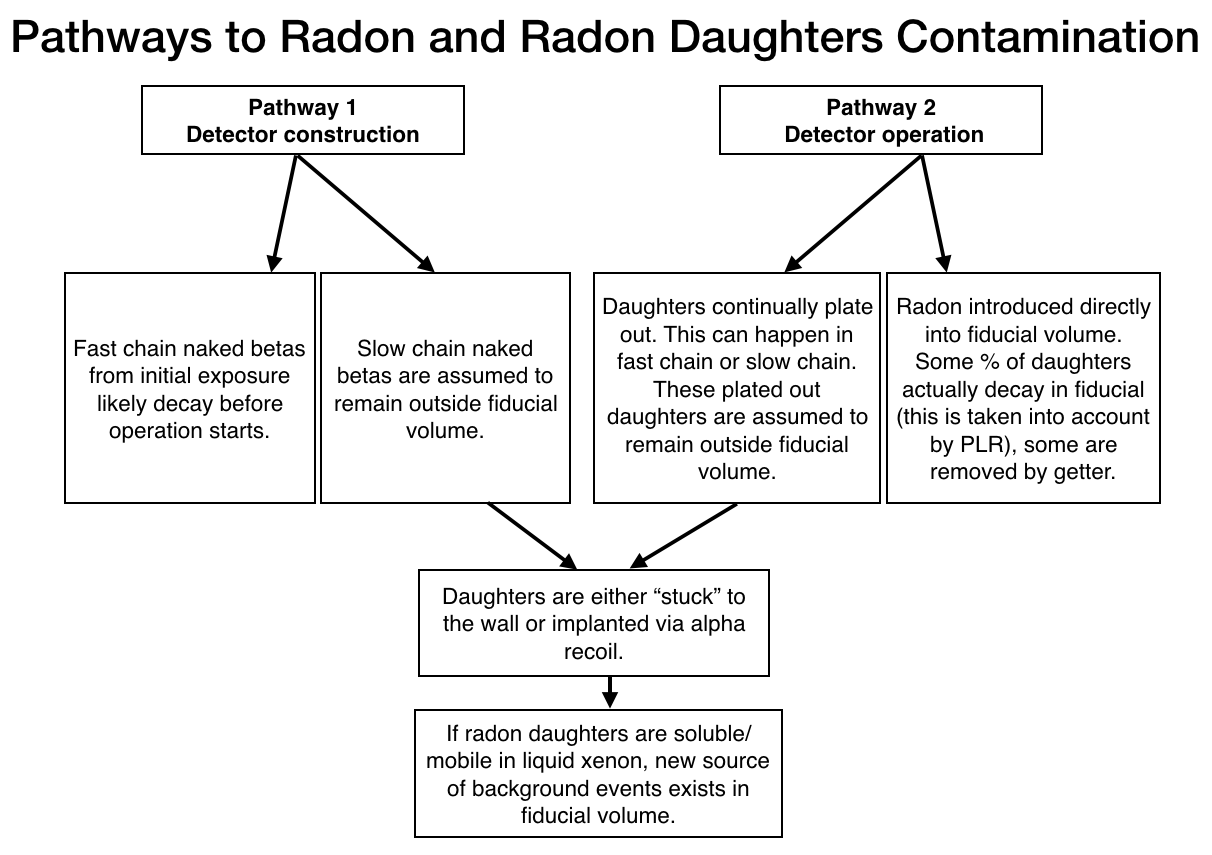 Pathways to Radon and Radon Daughters Contamination
Pathway 1
Detector construction
Pathway 2
Detector operation
Fast chain naked betas
from initial exposure
likely decay before
operation starts.
Slow chain naked
betas are assumed to
remain outside fiducial
volume.
Daughters continually plate
out. This can happen in
fast chain or slow chain.
These plated out
daughters are assumed to
remain outside fiducial
volume.
Radon introduced directly
into fiducial volume.
Some % of daughters
actually decay in fiducial
(this is taken into account
by PLR), some are
removed by getter.
Daughters are either “stuck” to
the wall or implanted via alpha
recoil.
If radon daughters are soluble/
mobile in liquid xenon, new source
of background events exists in
fiducial volume.